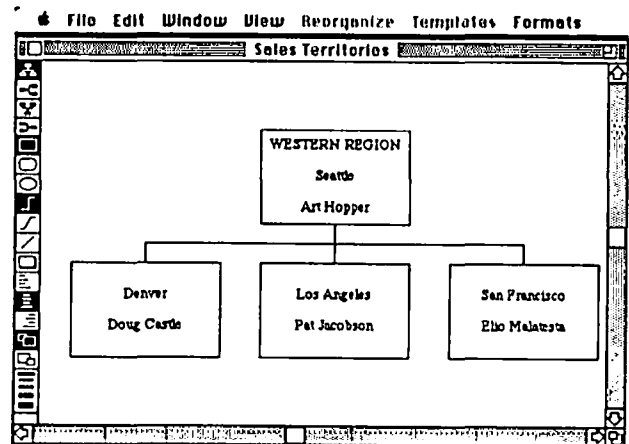 File Edit Window View Reorganize Templates Formats
Sales Territories
WESTERN REGION
Seattle
Art Hopper
Denver
Doug Castle
Los Angeles
Pat Jacobson
San Francisco
Elio Malatesta